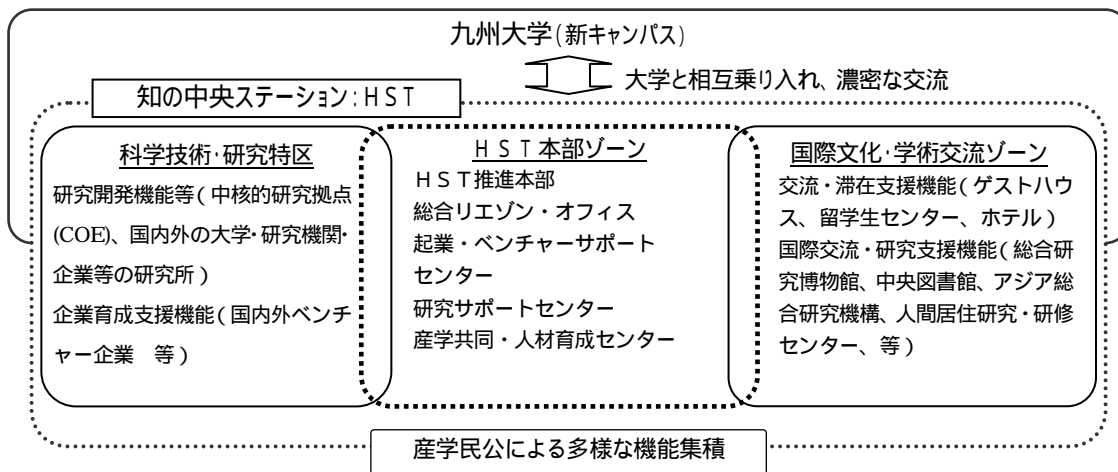 九州大学(新キャンパス)
大学と相互乗り入れ、濃密な交流
知の中央ステーション:HST
科学技術・研究特区
研究開発機能等(中核的研究拠点
(COE)、国内外の大学・研究機関・
企業等の研究所)
企業育成支援機能(国内外ベンチ
ャー企業 等)
HST本部ゾーン
HST推進本部
総合リエゾン・オフィス
起業・ベンチャーサポート
センター
研究サポートセンター
産学共同・人材育成センター
国際文化・学術交流ゾーン
交流・滞在支援機能(ゲストハウ
ス、留学生センター、ホテル)
国際交流・研究支援機能(総合研
究博物館、中央図書館、アジア総
合研究機構、人間居住研究・研修
センター、等)
産学民公による多様な機能集積